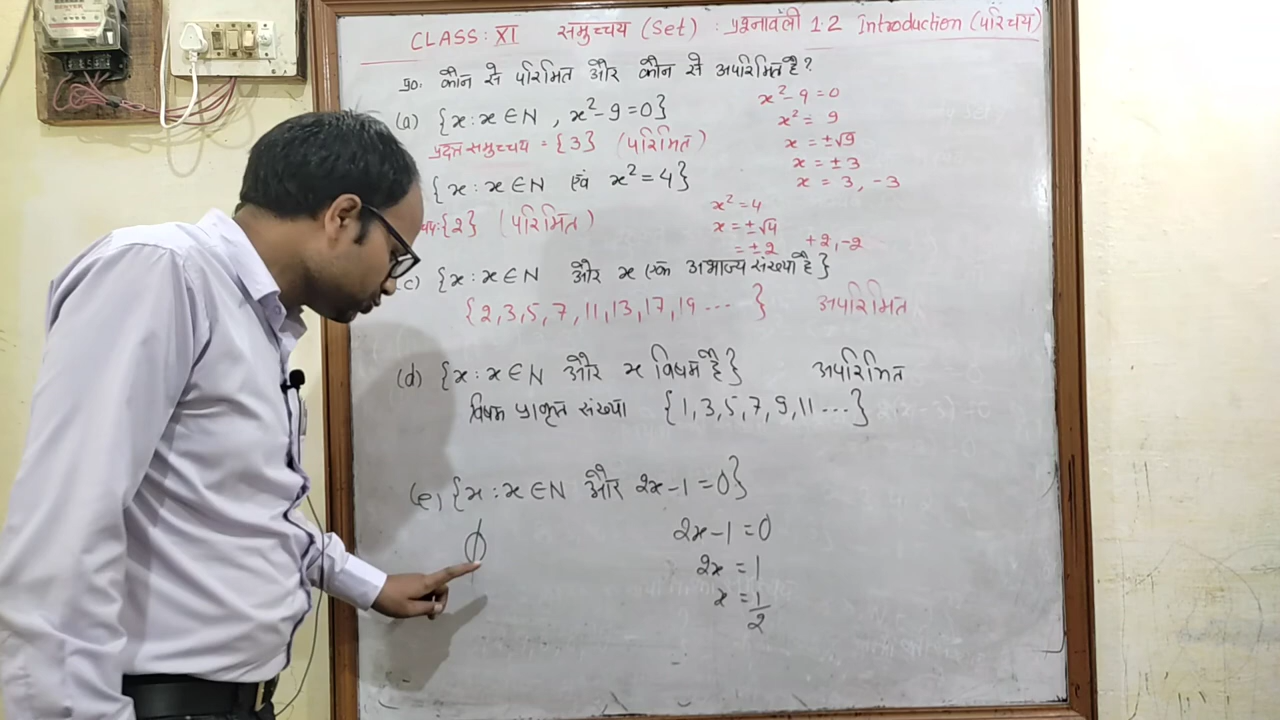 CLASS: XI समुच्चय (Set) : प्रश्नावली 1.2 Introduction (परिचय)
प्र0. कौन से परिमित और कौन से अपरिमित है?
(a) {x : x ∈ N , x²-9=0}
x²-9=0
x² = 9
x = ±√9
x = ±3
x = 3, -3
प्रदत्त समुच्चय = {3} (परिमित)
{x : x ∈ N एवं x²=4}
x²=4
x = ±√4
= ±2 +2, -2
{2} (परिमित)
c) {x : x ∈ N और x एक अभाज्य संख्या है}
{2,3,5,7,11,13,17,19 ... } अपरिमित
(d) {x : x ∈ N और x विषम है} अपरिमित
विषम प्राकृत संख्या {1,3,5,7,9,11 ...}
(e) {x : x ∈ N और 2x-1=0}
ϕ
2x-1=0
2x = 1
x = 1/2